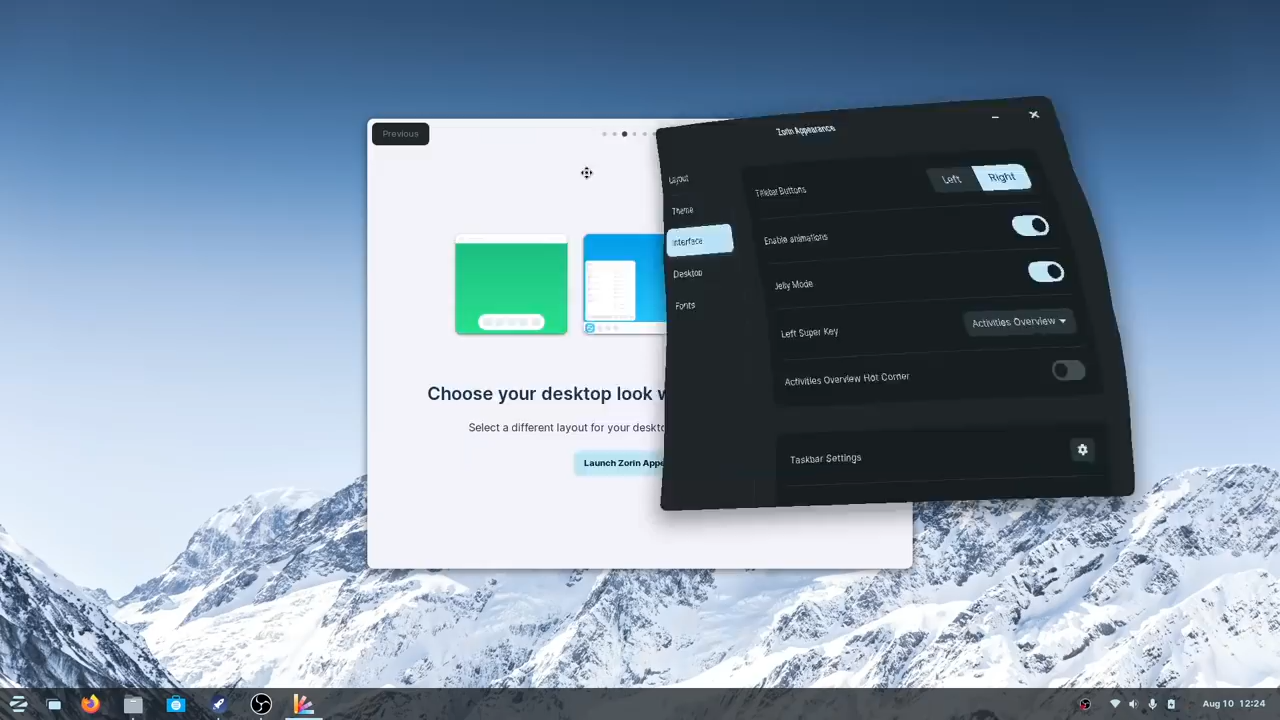 Previous
Choose your desktop look w
Select a different layout for your deskto
Launch Zorin Appe
Zorin Appearance
Layout
Theme
Interface
Desktop
Fonts
Titlebar Buttons
Left
Right
Enable animations
Jelly Mode
Left Super Key
Activities Overview
Activities Overview Hot Corner
Taskbar Settings
Aug 10 12:24